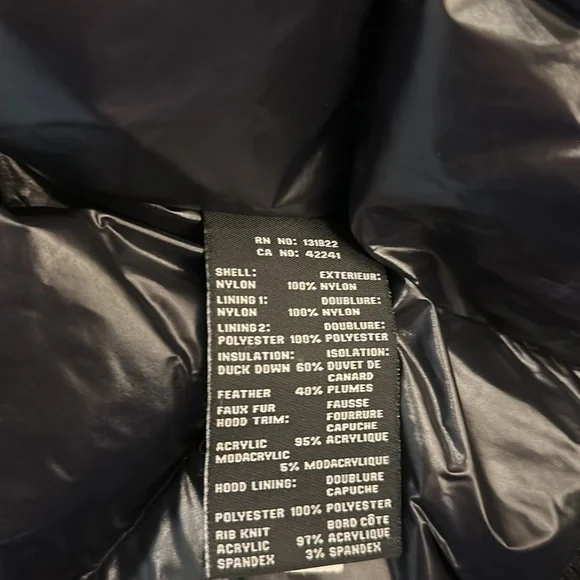 RN NO: 131822
CA NO: 42241
SHELL: EXTERIEUR:
NYLON 100% NYLON
LINING 1: DOUBLURE:
NYLON 100% NYLON
LINING 2: DOUBLURE:
POLYESTER 100% POLYESTER
INSULATION: ISOLATION:
DUCK DOWN 60% DUVET DE
CANARD
FEATHER 40% PLUMES
FAUX FUR FAUSSE
HOOD TRIM: FOURRURE
CAPUCHE
ACRYLIC 95% ACRYLIQUE
MODACRYLIC
5% MODACRYLIQUE
HOOD LINING: DOUBLURE
CAPUCHE
POLYESTER 100% POLYESTER
RIB KNIT BORD CÔTE
ACRYLIC 97% ACRYLIQUE
SPANDEX 3% SPANDEX